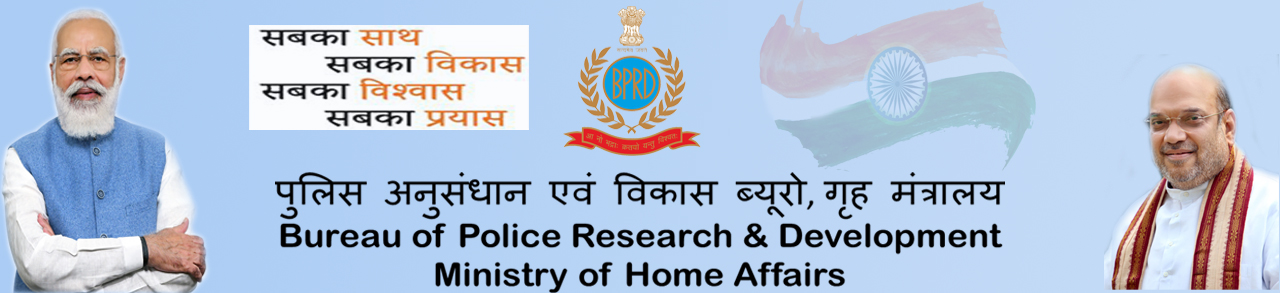 सबका साथ
सबका विकास
सबका विश्वास
सबका प्रयास
BPRD
पुलिस अनुसंधान एवं विकास ब्यूरो, गृह मंत्रालय
Bureau of Police Research & Development
Ministry of Home Affairs